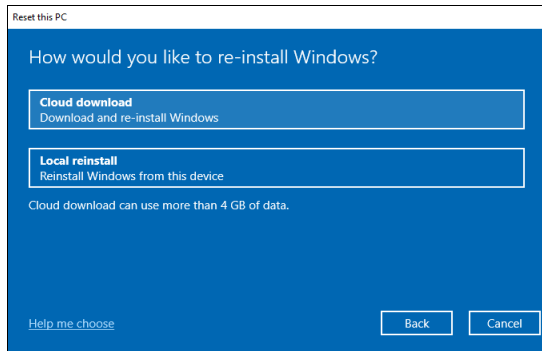 Reset this PC
How would you like to re-install Windows?
Cloud download
Download and re-install Windows
Local reinstall
Reinstall Windows from this device
Cloud download can use more than 4 GB of data.
Help me choose
Back
Cancel